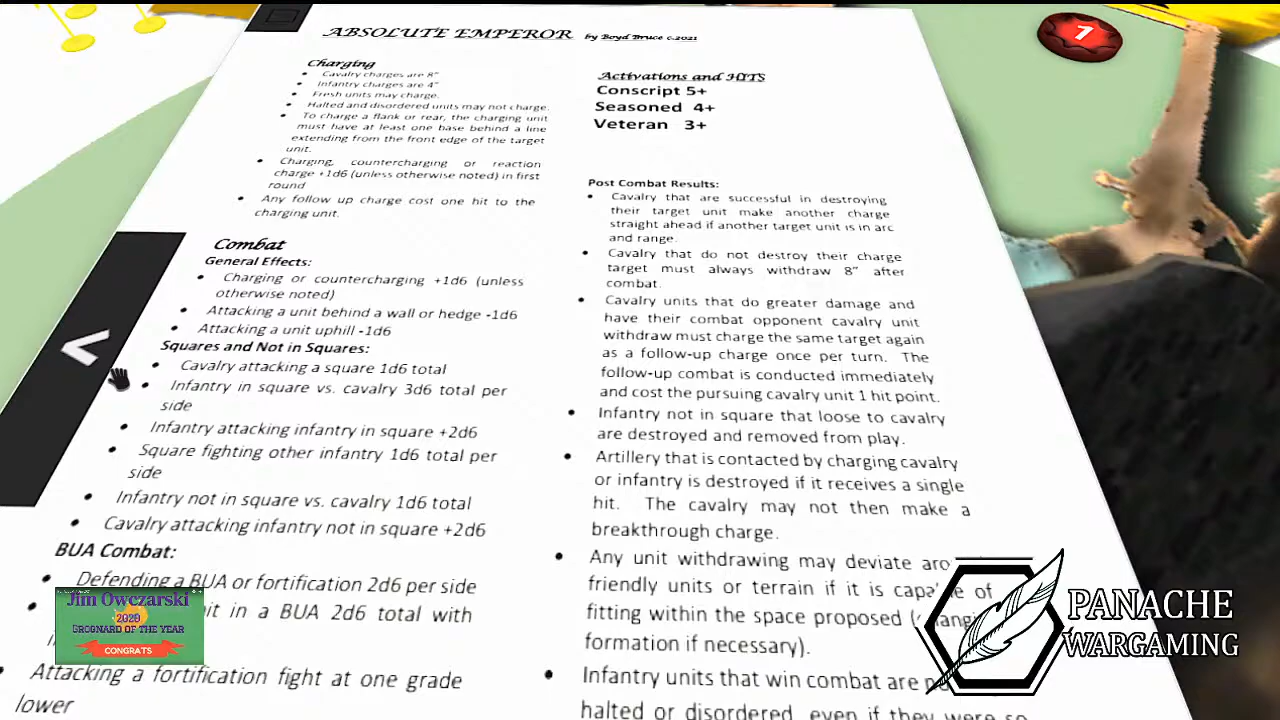 ABSOLUTE EMPEROR by Boyd Bruce c.2021
Charging
• Cavalry charges are 8"
• Infantry charges are 4"
• Fresh units may charge.
• Halted and disordered units may not charge.
• To charge a flank or rear, the charging unit
must have at least one base behind a line
extending from the front edge of the target
unit.
• Charging, countercharging or reaction
charge +1d6 (unless otherwise noted) in first
round
• Any follow up charge cost one hit to the
charging unit.
Combat
General Effects:
• Charging or countercharging +1d6 (unless
otherwise noted)
• Attacking a unit behind a wall or hedge -1d6
• Attacking a unit uphill -1d6
Squares and Not in Squares:
• Cavalry attacking a square 1d6 total
• Infantry in square vs. cavalry 3d6 total per
side
• Infantry attacking infantry in square +2d6
• Square fighting other infantry 1d6 total per
side
• Infantry not in square vs. cavalry 1d6 total
• Cavalry attacking infantry not in square +2d6
BUA Combat:
• Defending a BUA or fortification 2d6 per side
• in a BUA 2d6 total with
• Attacking a fortification fight at one grade
lower
Activations and HITS
Conscript 5+
Seasoned 4+
Veteran 3+
Post Combat Results:
• Cavalry that are successful in destroying
their target unit make another charge
straight ahead if another target unit is in arc
and range.
• Cavalry that do not destroy their charge
target must always withdraw 8" after
combat.
• Cavalry units that do greater damage and
have their combat opponent cavalry unit
withdraw must charge the same target again
as a follow-up charge once per turn. The
follow-up combat is conducted immediately
and cost the pursuing cavalry unit 1 hit point.
• Infantry not in square that loose to cavalry
are destroyed and removed from play.
• Artillery that is contacted by charging cavalry
or infantry is destroyed if it receives a single
hit. The cavalry may not then make a
breakthrough charge.
• Any unit withdrawing may deviate
friendly units or terrain if it is of
fitting within the space proposed
formation if necessary).
• Infantry units that win combat are
halted or disordered, even if they were so
1
<
Jim Owczarski
2020
GROGNARD OF THE YEAR
CONGRATS
PANACHE
WARGAMING